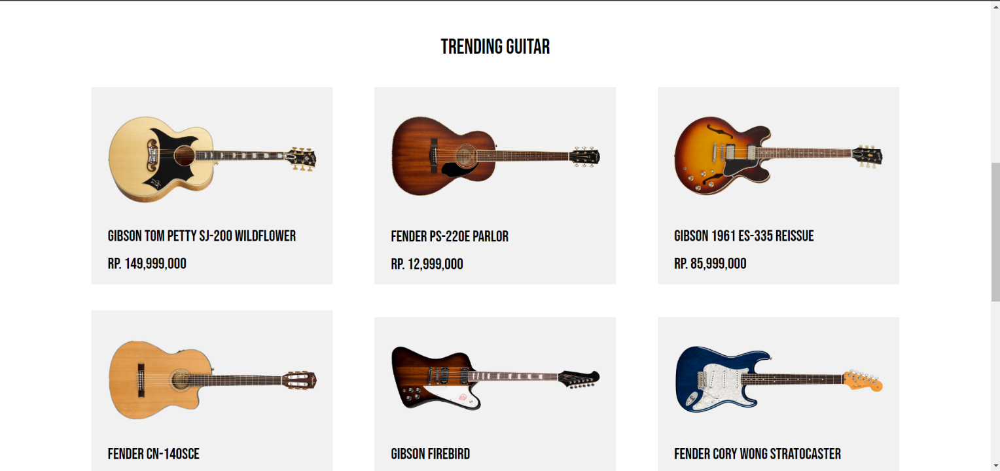 TRENDING GUITAR
GIBSON TOM PETTY SJ-200 WILDFLOWER
FENDER PS-220E PARLOR
GIBSON 1961 ES-335 REISSUE
RP. 149,999,000
RP. 12,999,000
RP. 85,999,000
FENDER CN-140SCE
GIBSON FIREBIRD
FENDER CORY WONG STRATOCASTER